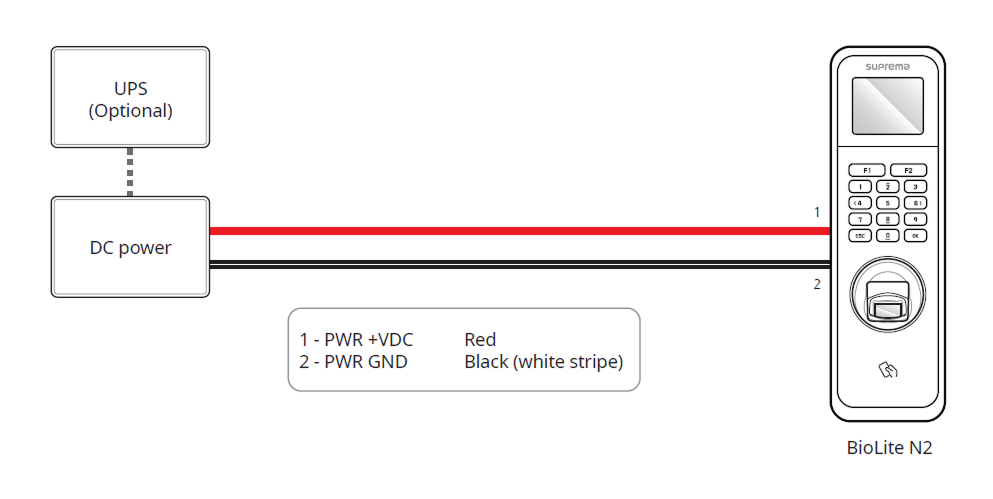 UPS
(Optional)
DC power
1
2
1 - PWR +VDC Red
2 - PWR GND Black (white stripe)
suprema
F1 F2
1 2 3
‹4 5 6›
7 8 9
ESC 0 OK
BioLite N2